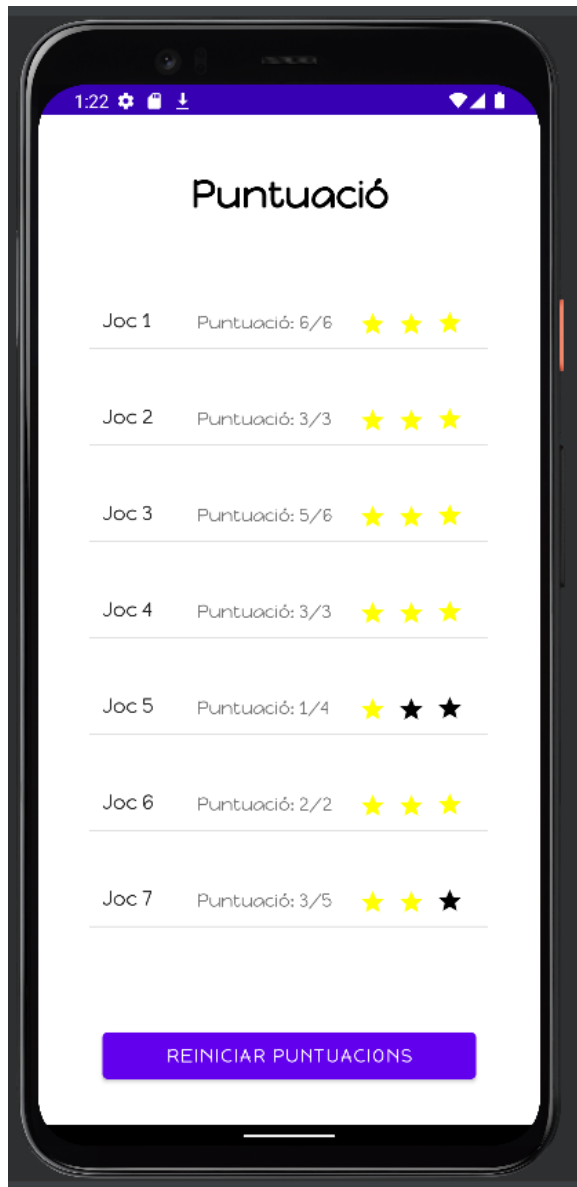 1:22
Puntuació
Joc 1 Puntuació: 6/6
Joc 2 Puntuació: 3/3
Joc 3 Puntuació: 5/6
Joc 4 Puntuació: 3/3
Joc 5 Puntuació: 1/4
Joc 6 Puntuació: 2/2
Joc 7 Puntuació: 3/5
REINICIAR PUNTUACIONS